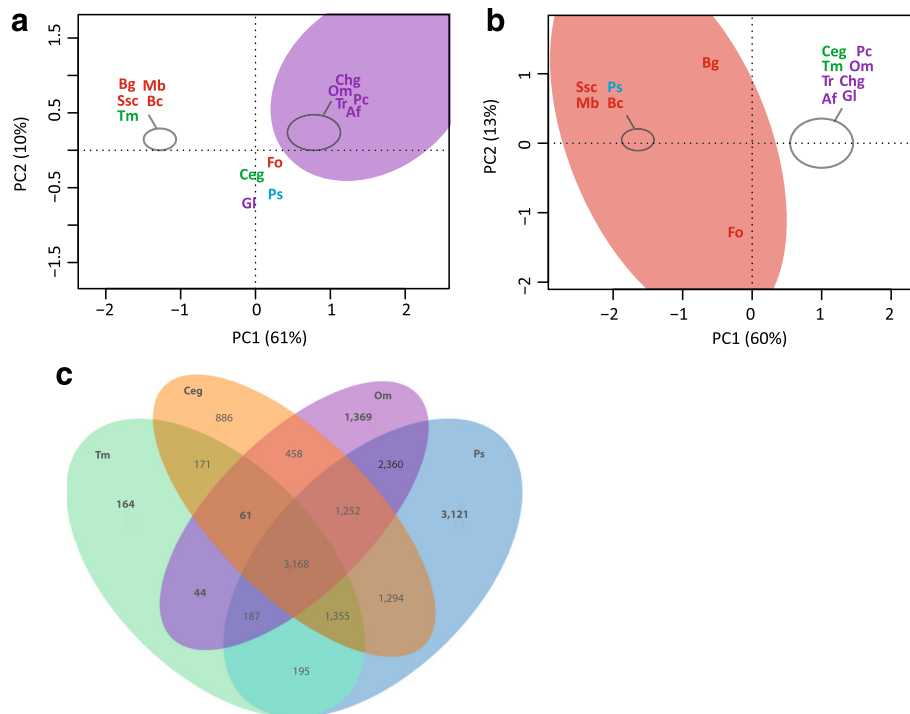 a
1.5
0.5
−0.5
−1.5
PC2 (10%)
Bg Mb
Ssc Bc
Tm
Chg
Om
Tr Pc
Af
Fo
Ceg
Ps
Gl
−2 −1 0 1 2
PC1 (61%)
b
1
0
−1
−2
PC2 (13%)
Bg
Ssc Ps
Mb Bc
Fo
Ceg Pc
Tm Om
Tr Chg
Af Gl
−2 −1 0 1 2
PC1 (60%)
c
Ceg
Om
886
1,369
Tm
171
458
2,360
Ps
164
61
1,252
3,121
3,168
44
1,294
187
1,355
195